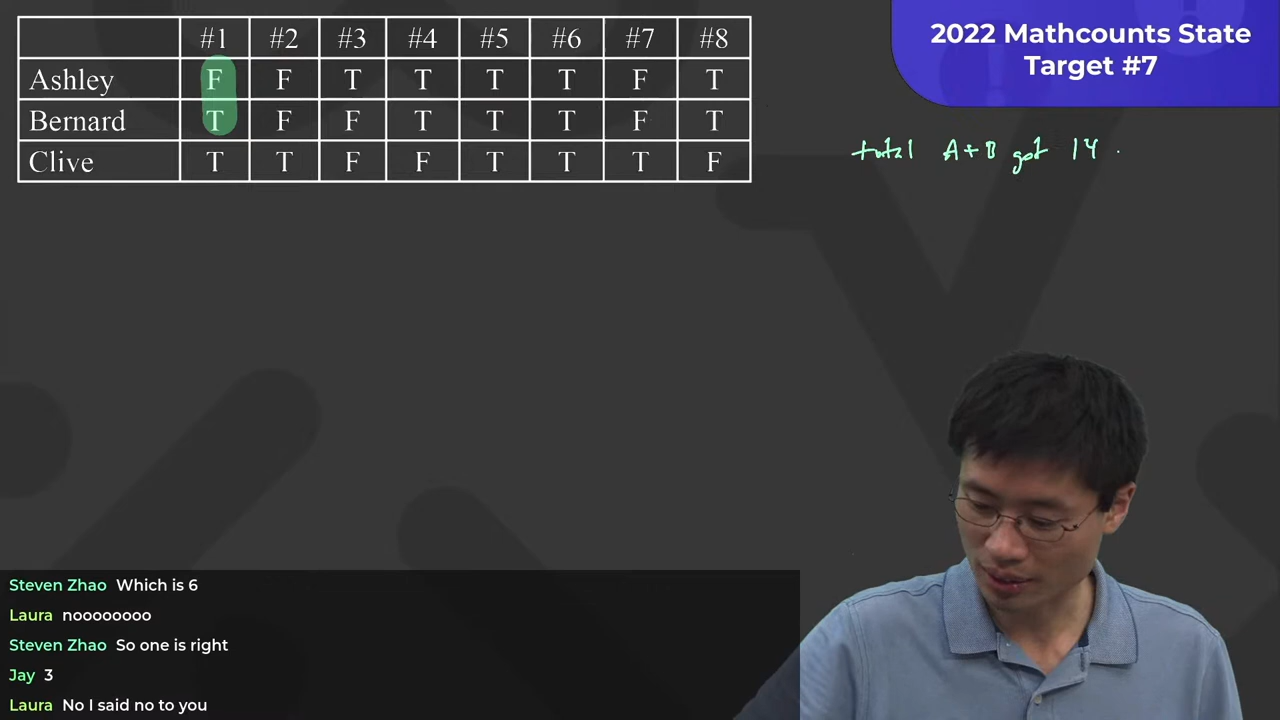 #1 #2 #3 #4 #5 #6 #7 #8
Ashley F F T T T T F T
Bernard T F F T T T F T
Clive T T F F T T T F
2022 Mathcounts State
Target #7
total A+B got 14
Steven Zhao Which is 6
Laura noooooooo
Steven Zhao So one is right
Jay 3
Laura No I said no to you